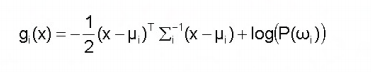 gᵢ(x) = −1/2 (x − μᵢ)ᵀ Σᵢ⁻¹ (x − μᵢ) + log(P(ωᵢ))